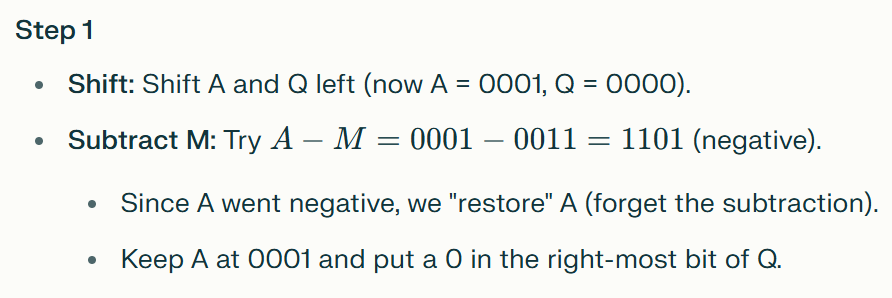 Step 1
• Shift: Shift A and Q left (now A = 0001, Q = 0000).
• Subtract M: Try A − M = 0001 − 0011 = 1101 (negative).
• Since A went negative, we "restore" A (forget the subtraction).
• Keep A at 0001 and put a 0 in the right-most bit of Q.